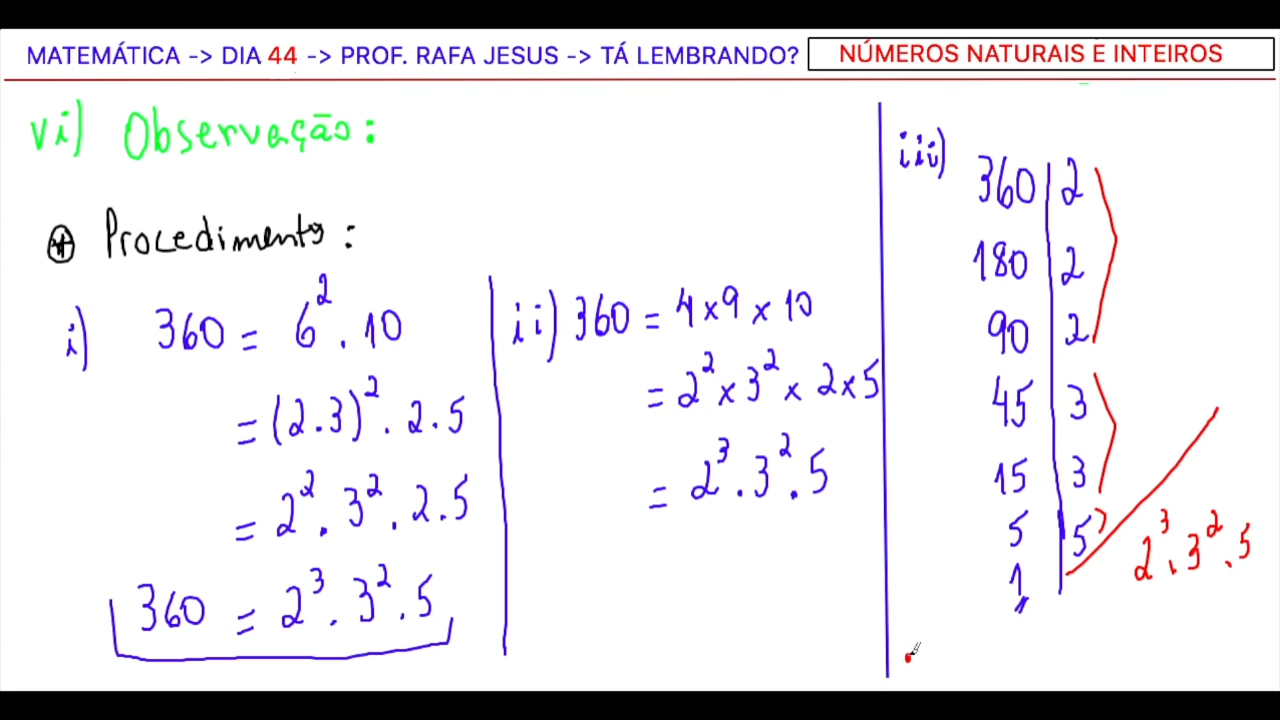 MATEMÁTICA -> DIA 44 -> PROF. RAFA JESUS -> TÁ LEMBRANDO?
NÚMEROS NATURAIS E INTEIROS
vi) Observação:
* Procedimento:
i) 360 = 6² . 10
= (2.3)² . 2.5
= 2² . 3² . 2.5
360 = 2³ . 3² . 5
ii) 360 = 4 x 9 x 10
= 2² x 3² x 2 x 5
= 2³ . 3² . 5
iii)
360 | 2
180 | 2
90 | 2
45 | 3
15 | 3
5 | 5
1
2³ . 3² . 5